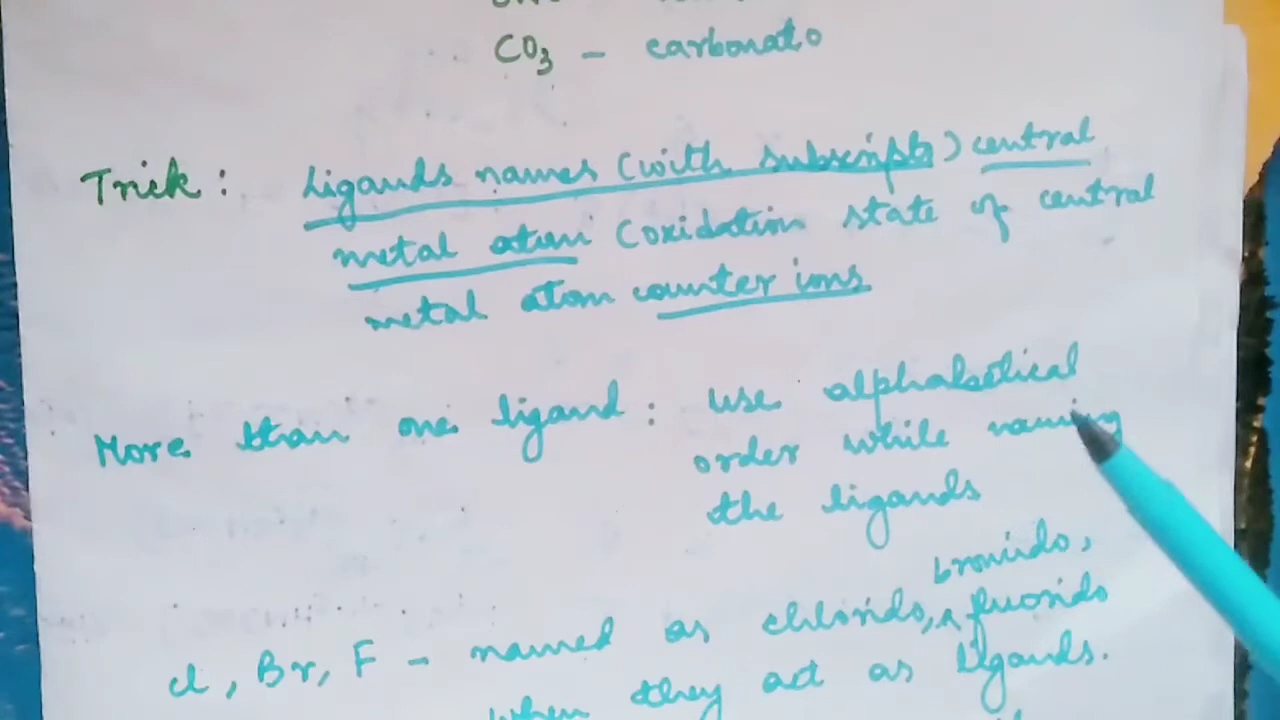 CO3 - carbonato
Trick : Ligands names (with subscripts) central
metal atom (oxidation state of central
metal atom counter ions
More than one ligand : use alphabetical
order while naming
the ligands
bromido,
Cl, Br, F - named as chlorido, ^ fluorido
when they act as ligands.